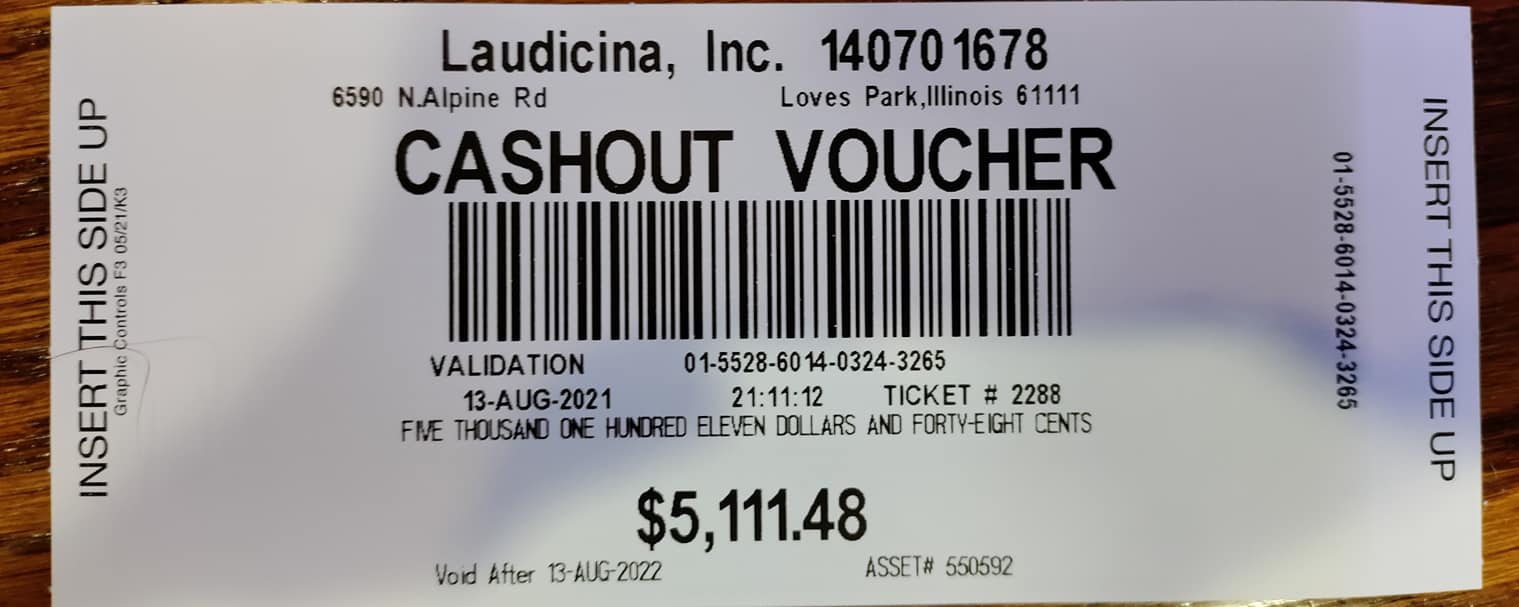 Laudicina, Inc. 140701678
6590 N.Alpine Rd Loves Park,Illinois 61111
CASHOUT VOUCHER
VALIDATION 01-5528-6014-0324-3265
13-AUG-2021 21:11:12 TICKET # 2288
FIVE THOUSAND ONE HUNDRED ELEVEN DOLLARS AND FORTY-EIGHT CENTS
$5,111.48
Void After 13-AUG-2022 ASSET# 550592
INSERT THIS SIDE UP
Graphic Controls F3 05/21/K3
01-5528-6014-0324-3265
INSERT THIS SIDE UP